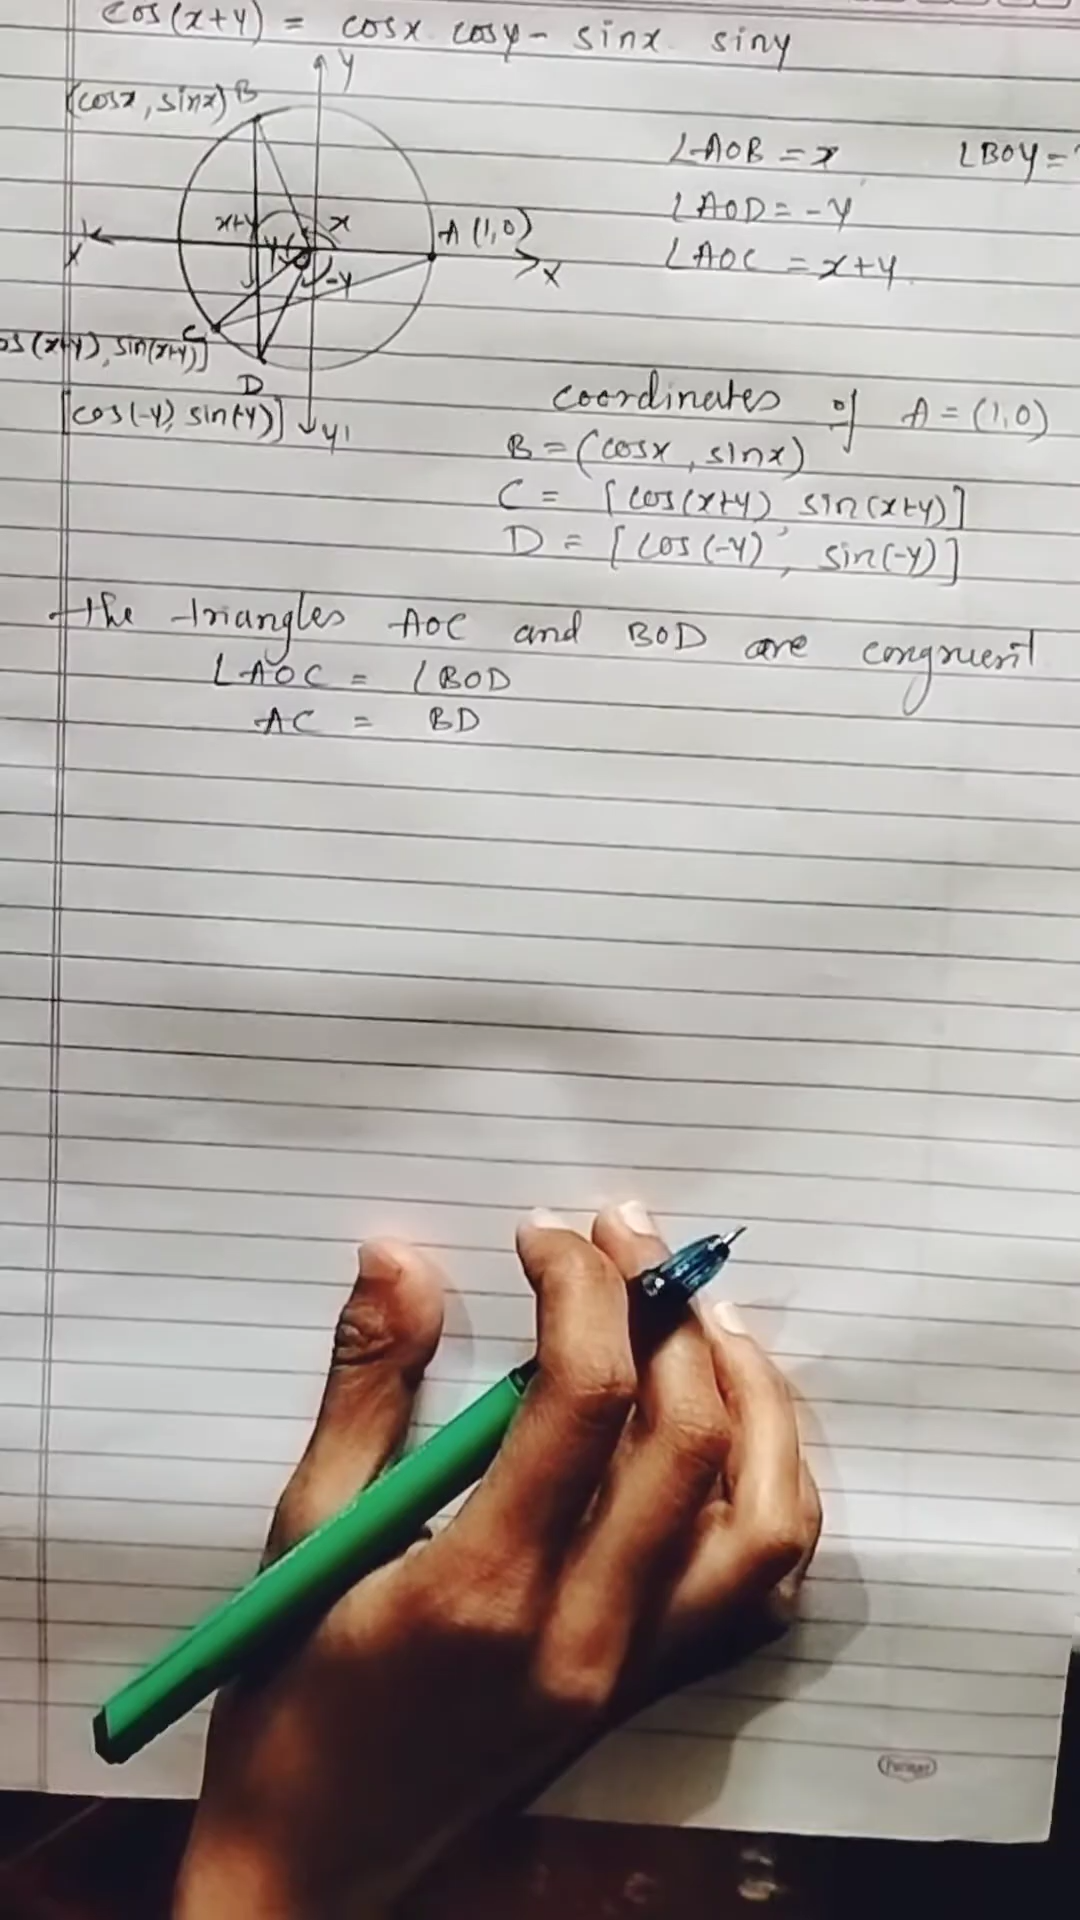 cos(x+y) = cosx. cosy - sinx. siny
Y
(cosx, sinx) B
∠AOB = x ∠BOY =
∠AOD = -y
∠AOC = x+y
x+y x A (1,0)
y -y
X' X
C
os(x+y), sin(x+y)]
D
[cos(-y), sin(-y)] Y'
coordinates of A = (1,0)
B = (cosx, sinx)
C = [cos(x+y), sin(x+y)]
D = [cos(-y), sin(-y)]
The triangles AOC and BOD are congruent
∠AOC = ∠BOD
AC = BD